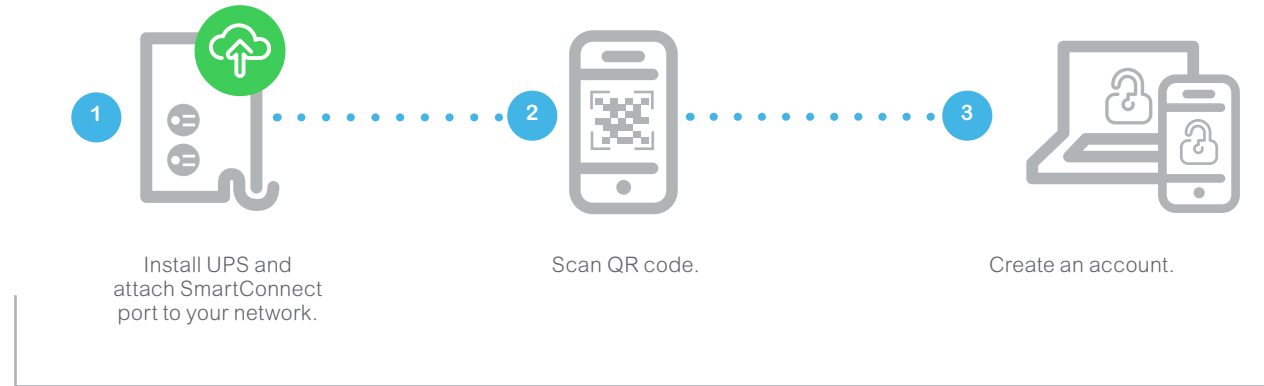 1
2
3
Install UPS and
attach SmartConnect
port to your network.
Scan QR code.
Create an account.